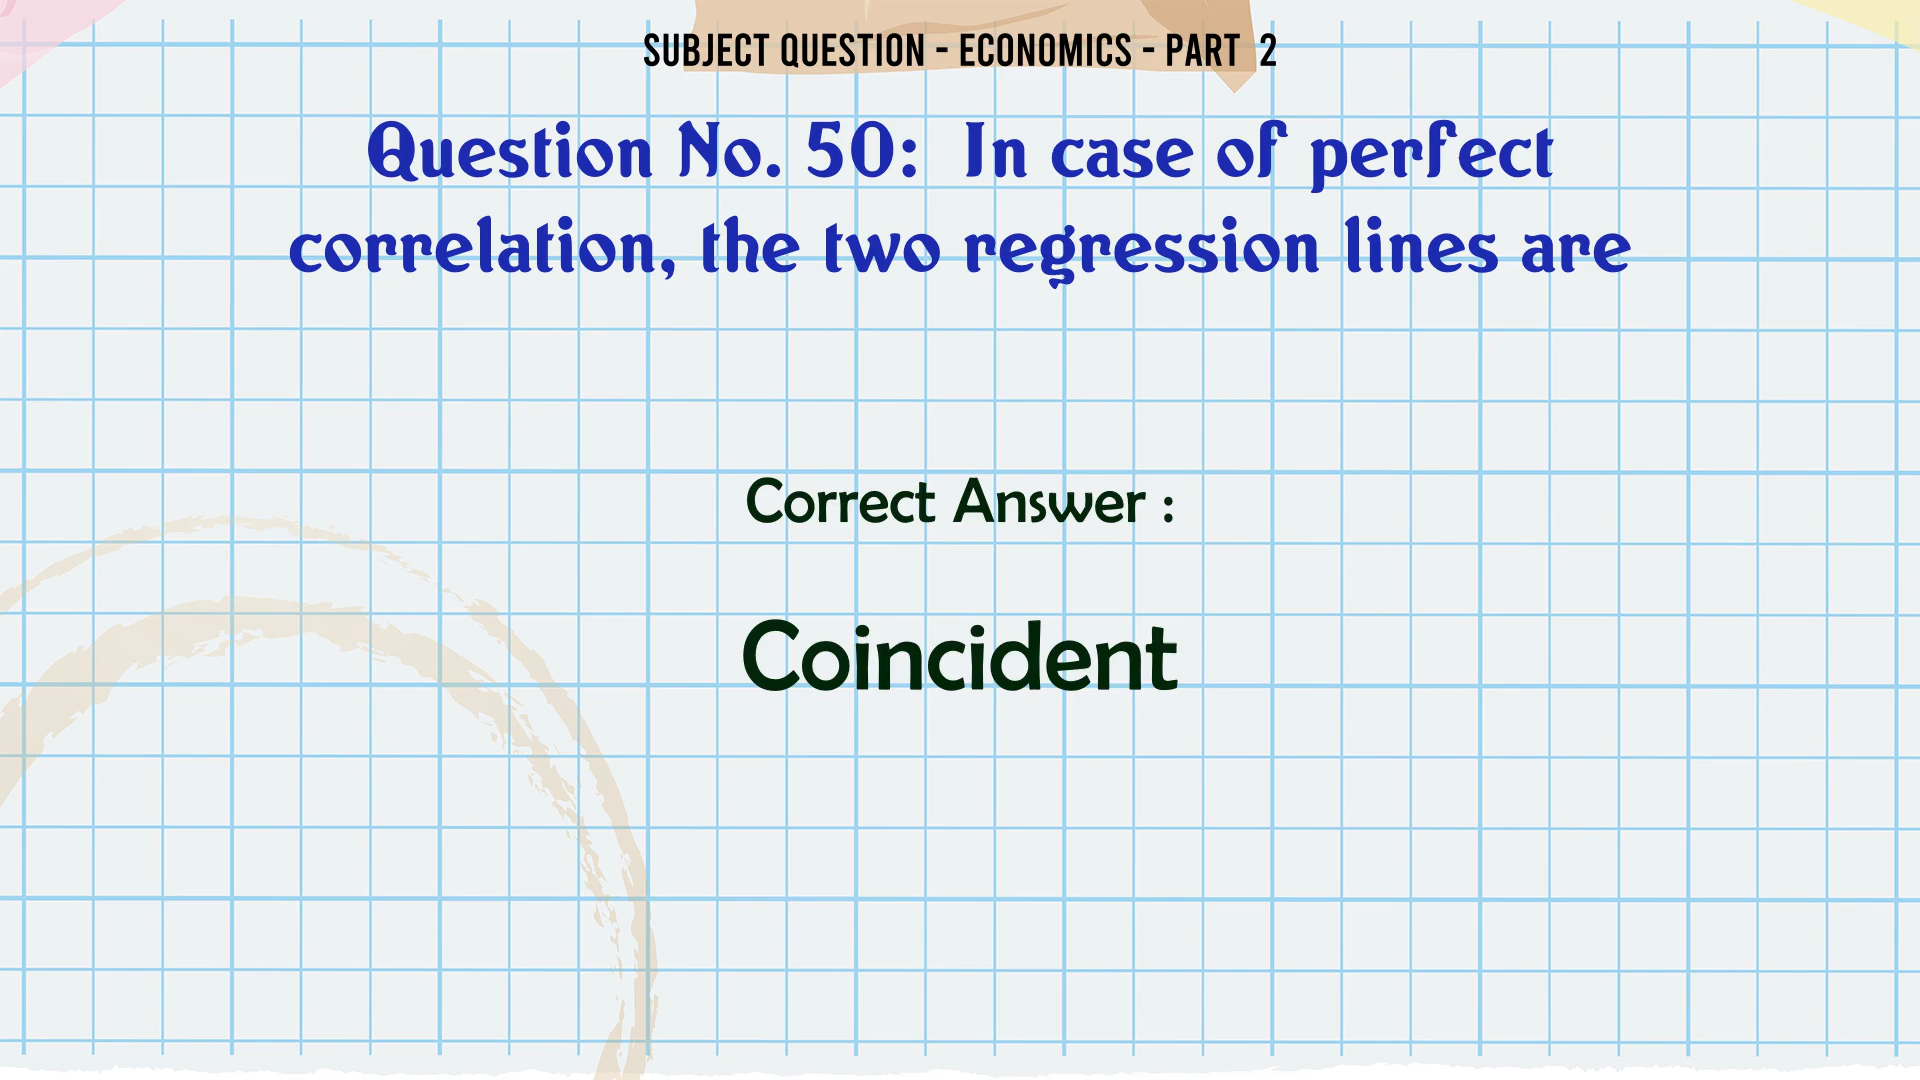 SUBJECT QUESTION - ECONOMICS - PART 2
Question No. 50: In case of perfect
correlation, the two regression lines are
Correct Answer :
Coincident